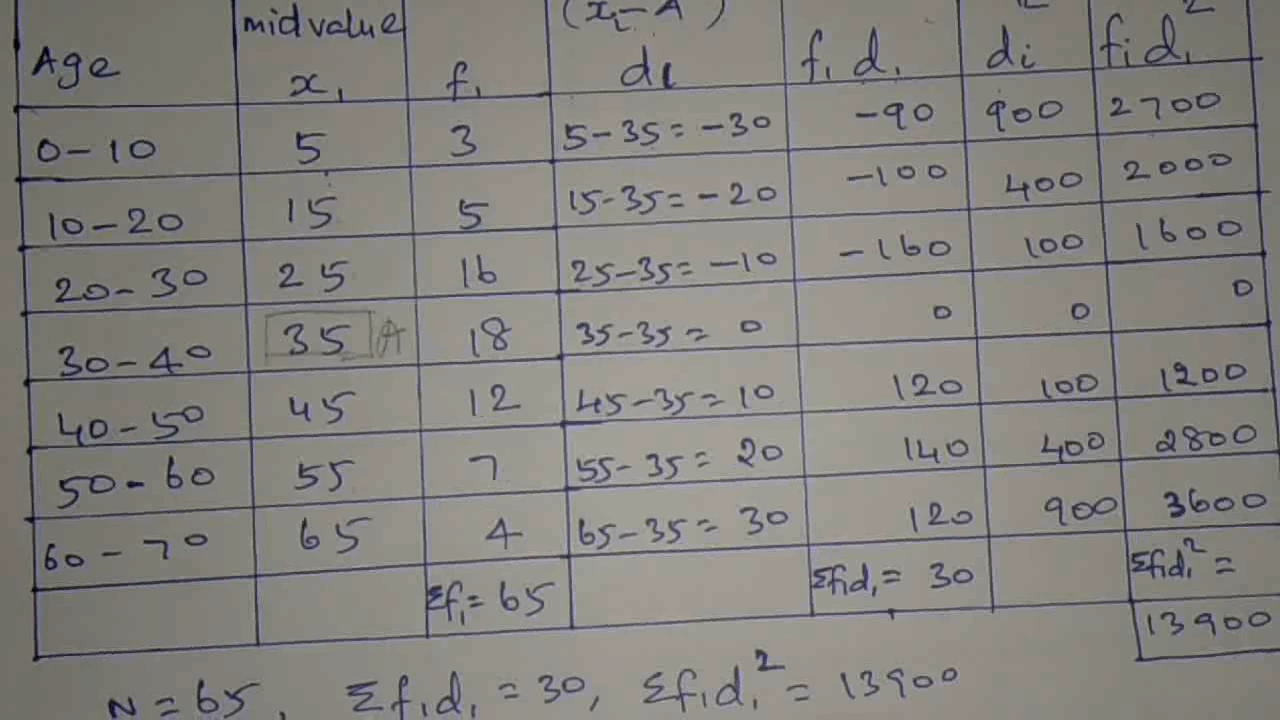 Age mid value x₁ f₁ (xᵢ-A) dᵢ f₁d₁ dᵢ² fᵢd₁²
0-10 5 3 5-35=-30 -90 900 2700
10-20 15 5 15-35=-20 -100 400 2000
20-30 25 16 25-35=-10 -160 100 1600
30-40 35 A 18 35-35=0 0 0 0
40-50 45 12 45-35=10 120 100 1200
50-60 55 7 55-35=20 140 400 2800
60-70 65 4 65-35=30 120 900 3600
Σf₁=65 Σf₁d₁=30 Σfᵢd₁²=
13900
N=65, Σf₁d₁=30, Σf₁d₁²=13900